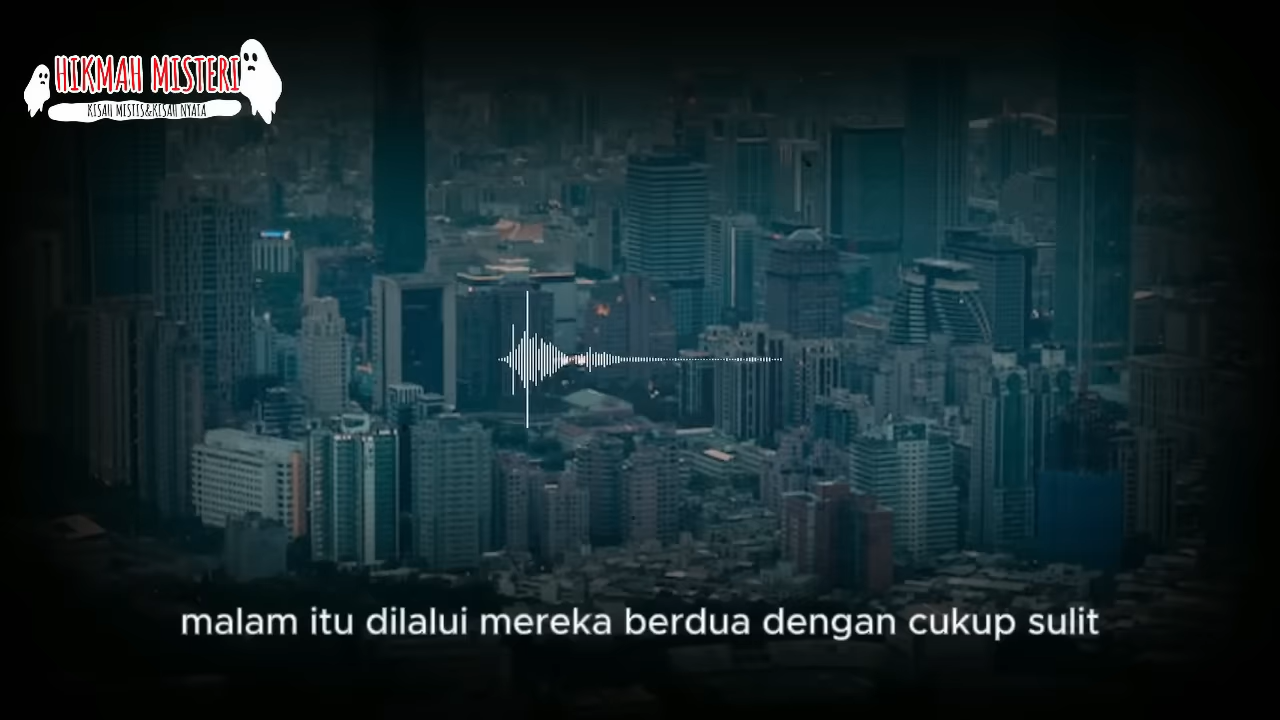 HIKMAH MISTERI
KISAH MISTIS&KISAH NYATA
malam itu dilalui mereka berdua dengan cukup sulit